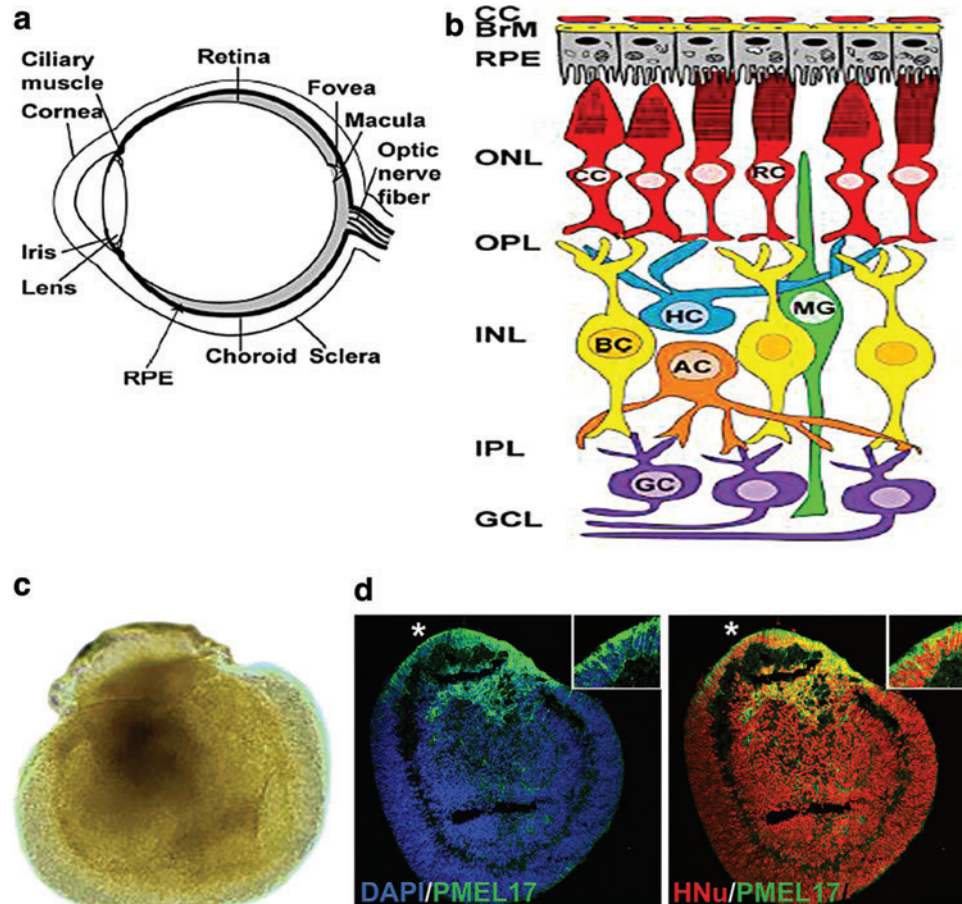 a
Ciliary
muscle
Cornea
Retina
Fovea
Macula
Optic
nerve
fiber
Iris
Lens
RPE
Choroid
Sclera
b
CC
BrM
RPE
ONL
CC
RC
OPL
HC
MG
INL
BC
AC
IPL
GC
GCL
c
d
*
DAPI/PMEL17
*
HNu/PMEL17